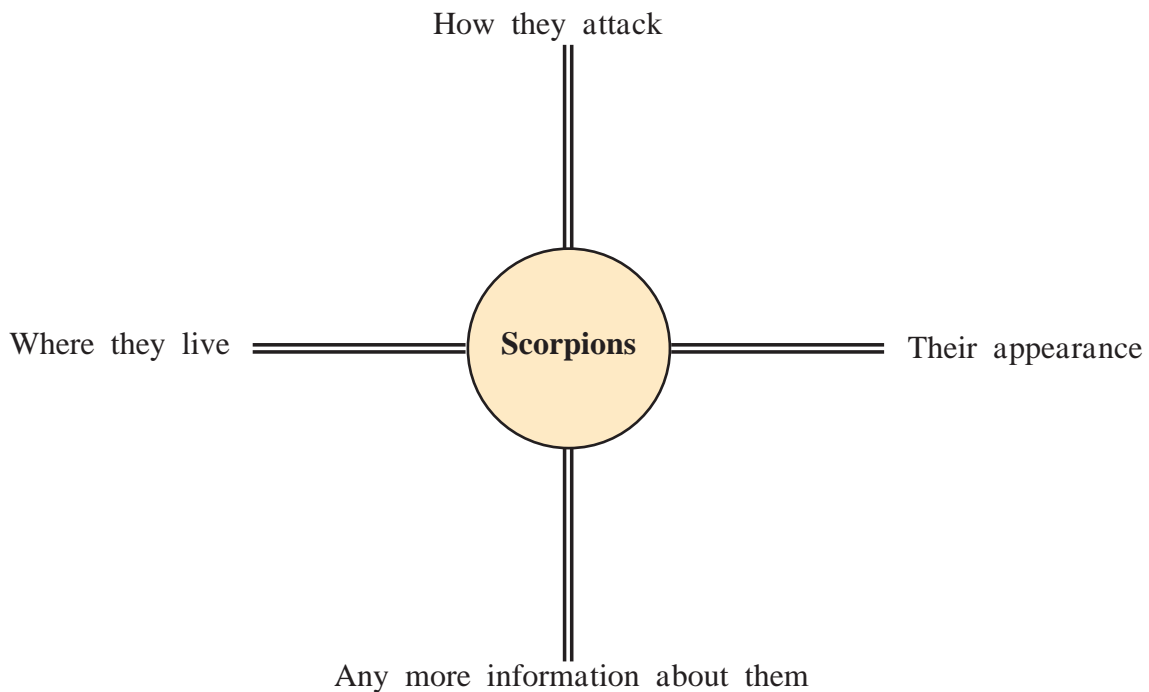 How they attack
Where they live
Scorpions
Their appearance
Any more information about them